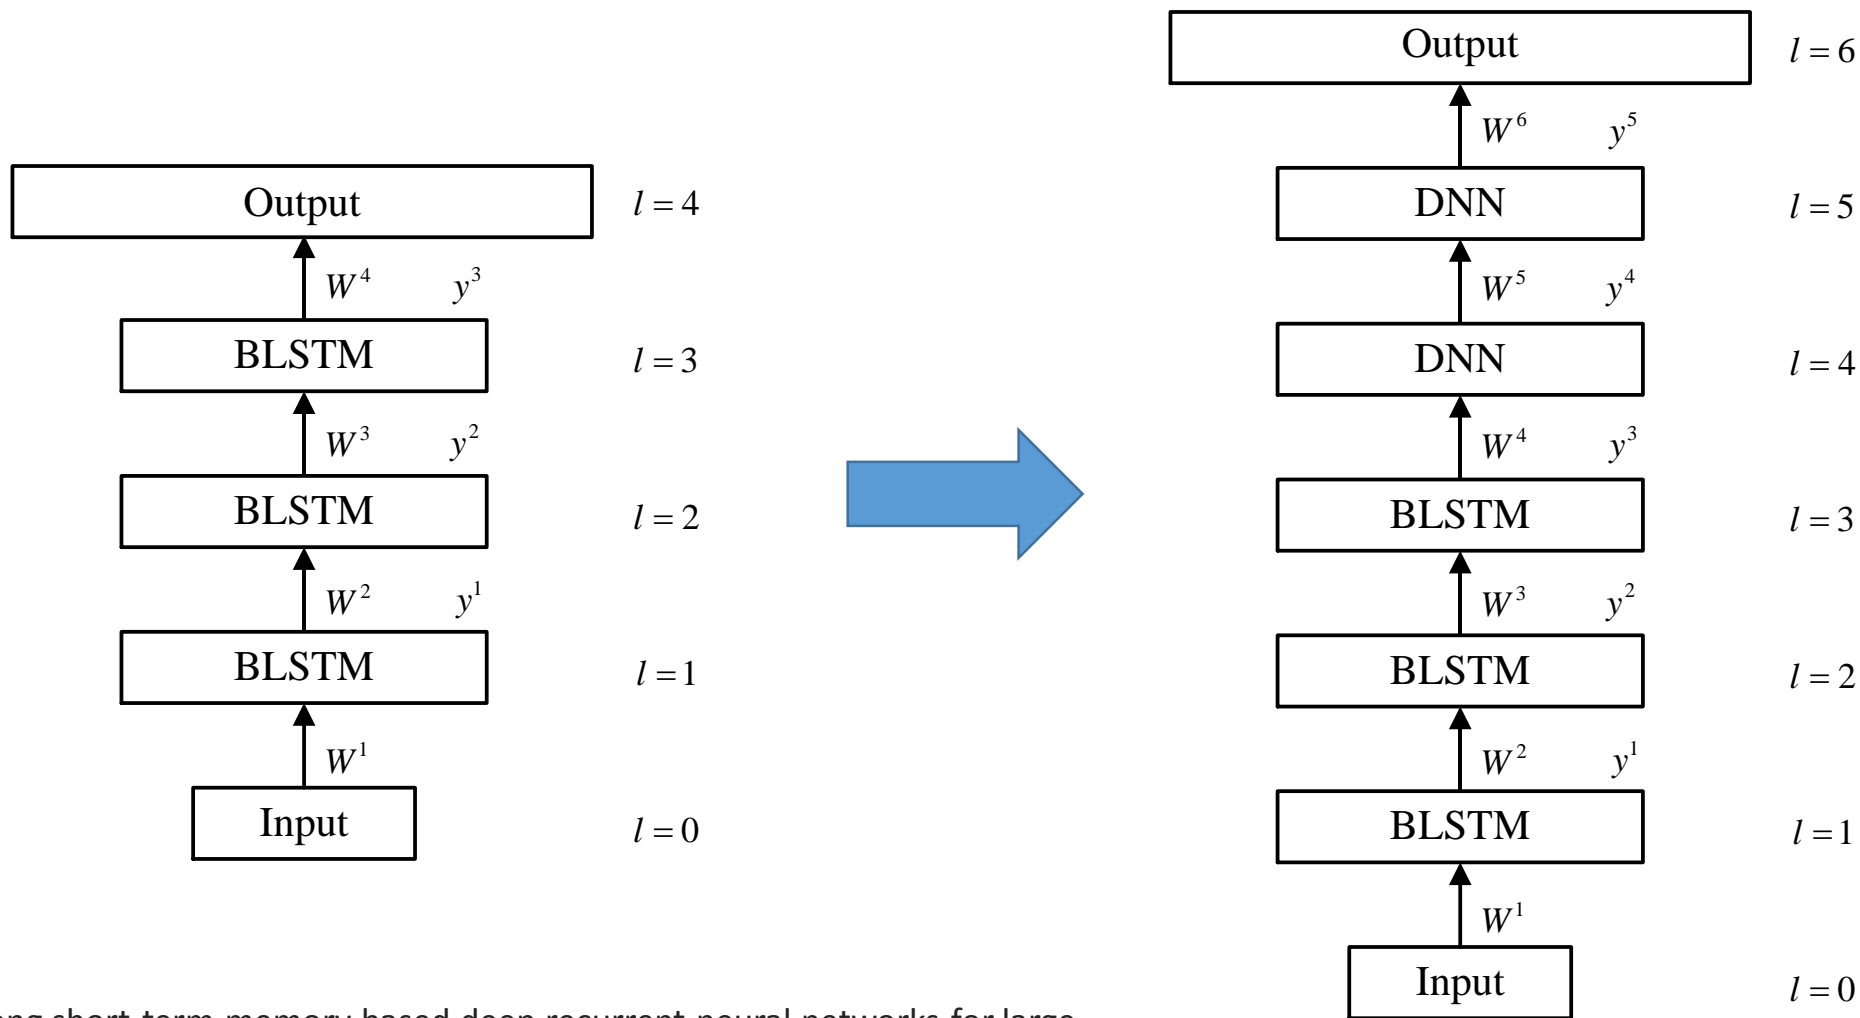 Output l = 4
W^4 y^3
BLSTM l = 3
W^3 y^2
BLSTM l = 2
W^2 y^1
BLSTM l = 1
W^1
Input l = 0
Output l = 6
W^6 y^5
DNN l = 5
W^5 y^4
DNN l = 4
W^4 y^3
BLSTM l = 3
W^3 y^2
BLSTM l = 2
W^2 y^1
BLSTM l = 1
W^1
Input l = 0
short-term memory based deep recurrent neural networks for large